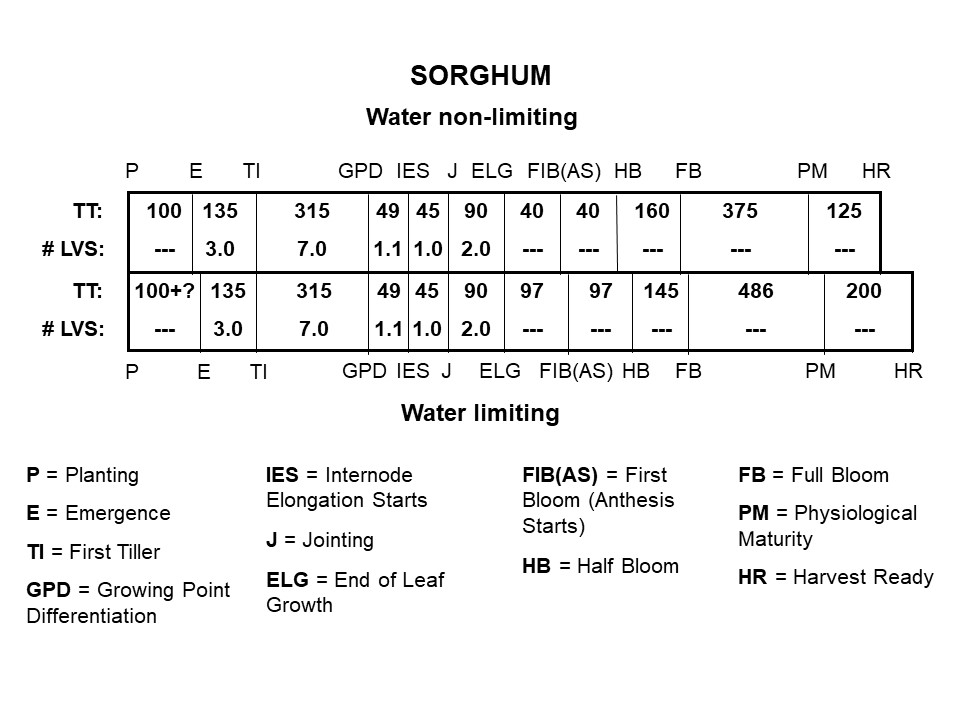 SORGHUM
Water non-limiting
P E TI GPD IES J ELG FIB(AS) HB FB PM HR
TT: 100 135 315 49 45 90 40 40 160 375 125
# LVS: --- 3.0 7.0 1.1 1.0 2.0 --- --- --- --- ---
TT: 100+? 135 315 49 45 90 97 97 145 486 200
# LVS: --- 3.0 7.0 1.1 1.0 2.0 --- --- --- --- ---
P E TI GPD IES J ELG FIB(AS) HB FB PM HR
Water limiting
P = Planting
E = Emergence
TI = First Tiller
GPD = Growing Point
Differentiation
IES = Internode
Elongation Starts
J = Jointing
ELG = End of Leaf
Growth
FIB(AS) = First
Bloom (Anthesis
Starts)
HB = Half Bloom
FB = Full Bloom
PM = Physiological
Maturity
HR = Harvest Ready